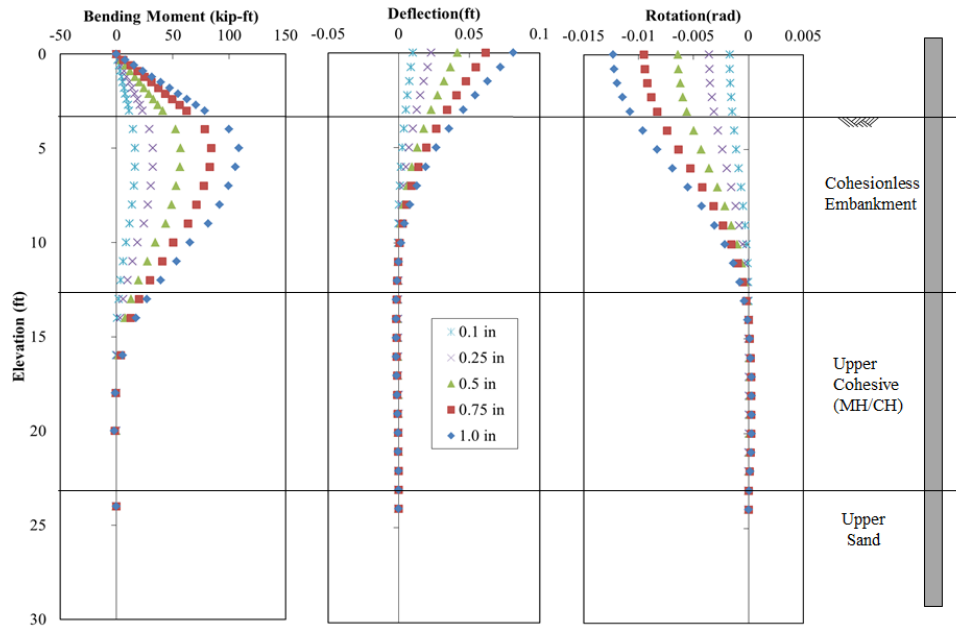 Bending Moment (kip-ft)
-50 0 50 100 150
Deflection(ft)
-0.05 0 0.05 0.1
Rotation(rad)
-0.015 -0.01 -0.005 0 0.005
Elevation (ft)
0
5
10
15
20
25
30
0.1 in
0.25 in
0.5 in
0.75 in
1.0 in
Cohesionless
Embankment
Upper
Cohesive
(MH/CH)
Upper
Sand